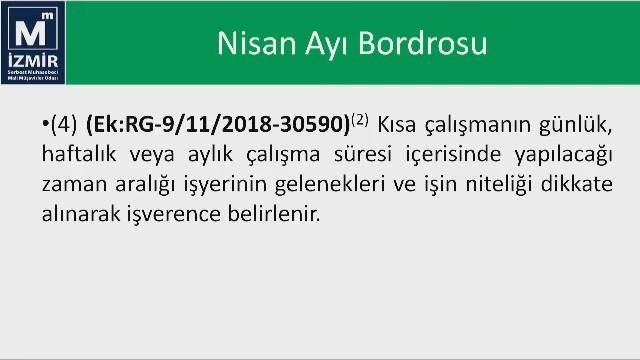 Mm
İZMİR
Serbest Muhasebeci
Mali Müşavirler Odası
Nisan Ayı Bordrosu
•(4) (Ek:RG-9/11/2018-30590)(2) Kısa çalışmanın günlük,
haftalık veya aylık çalışma süresi içerisinde yapılacağı
zaman aralığı işyerinin gelenekleri ve işin niteliği dikkate
alınarak işverence belirlenir.